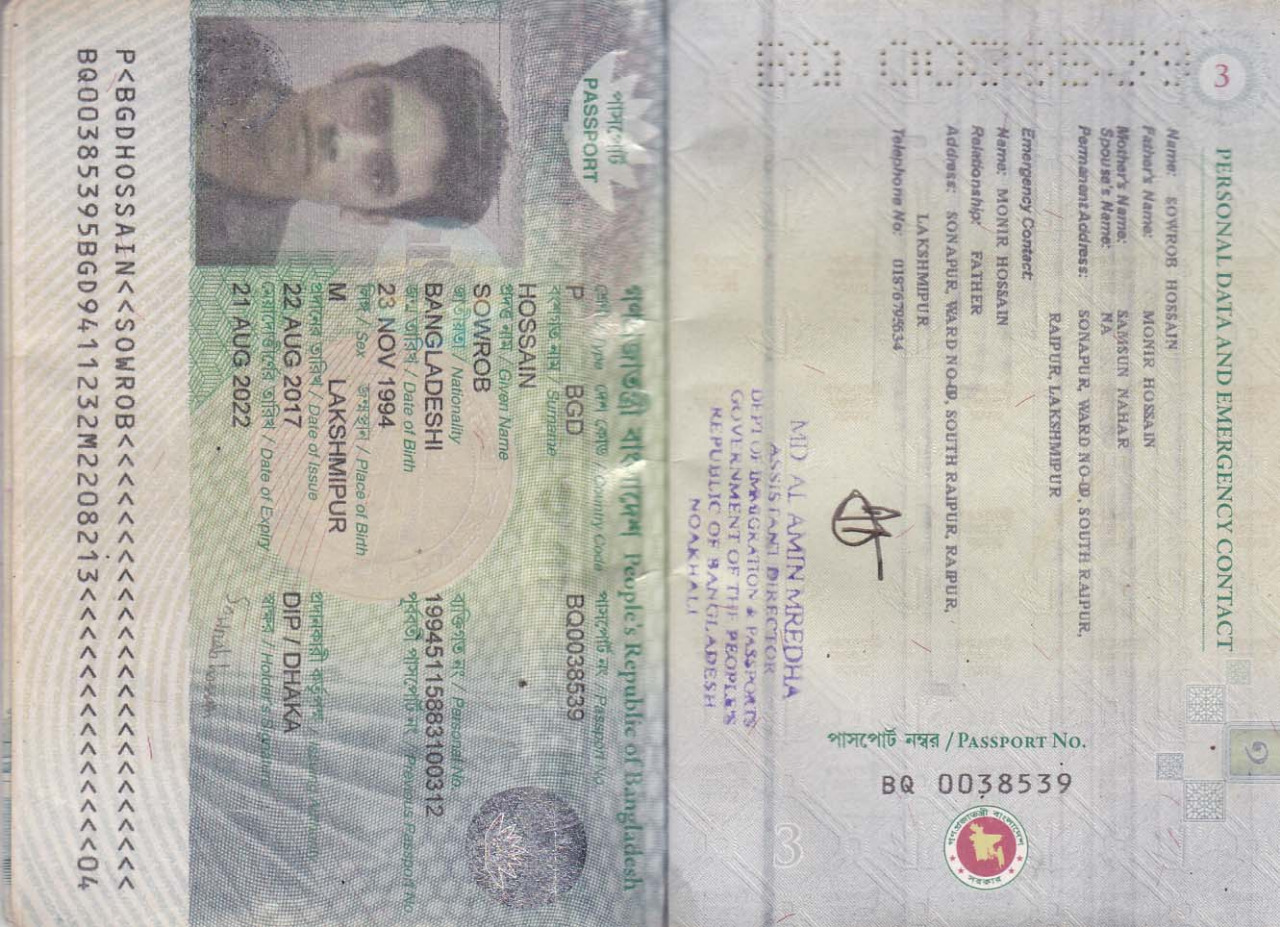 3
PERSONAL DATA AND EMERGENCY CONTACT
Name: SOWROB HOSSAIN
Father's Name: MONIR HOSSAIN
Mother's Name: SAMSUN NAHAR
Spouse's Name: NA
Permanent Address: SONAPUR, WARD NO-10, SOUTH RAIPUR,
RAIPUR, LAKSHMIPUR
Emergency Contact:
Name: MONIR HOSSAIN
Relationship: FATHER
Address: SONAPUR, WARD NO-10, SOUTH RAIPUR, RAIPUR,
LAKSHMIPUR
Telephone No: 01876795634
MD AL AMIN MREDHA
ASSISTANT DIRECTOR
DEPT OF IMMIGRATION & PASSPORTS
GOVERNMENT OF THE PEOPLE'S
REPUBLIC OF BANGLADESH
NOAKHALI
৩
পাসপোর্ট নম্বর / PASSPORT NO.
BQ 0038539
গণপ্রজাতন্ত্রী বাংলাদেশ
সরকার
3
গণপ্রজাতন্ত্রী বাংলাদেশ People's Republic of Bangladesh
পাসপোর্ট
PASSPORT
Type দেশ কোড / Country Code পাসপোর্ট নং / Passport No.
P BGD BQ0038539
বংশগত নাম / Surname
HOSSAIN
প্রদত্ত নাম / Given Name
SOWROB
জাতীয়তা / Nationality ব্যক্তিগত নং / Personal No.
BANGLADESHI 19945115883100312
জন্ম তারিখ / Date of Birth পূর্ববর্তী পাসপোর্ট নং / Previous Passport No.
23 NOV 1994
লিঙ্গ / Sex জন্মস্থান / Place of Birth
M LAKSHMIPUR
প্রদানের তারিখ / Date of Issue প্রদানকারী কর্তৃপক্ষ
22 AUG 2017 DIP / DHAKA
মেয়াদোত্তীর্ণের তারিখ / Date of Expiry স্বাক্ষর / Holder's Signature
21 AUG 2022
P<BGDHOSSAIN<<SOWROB<<<<<<<<<<<<<<<<<<<<<<<<
BQ00385395BGD9411232M2208213<<<<<<<<<<<<<<04